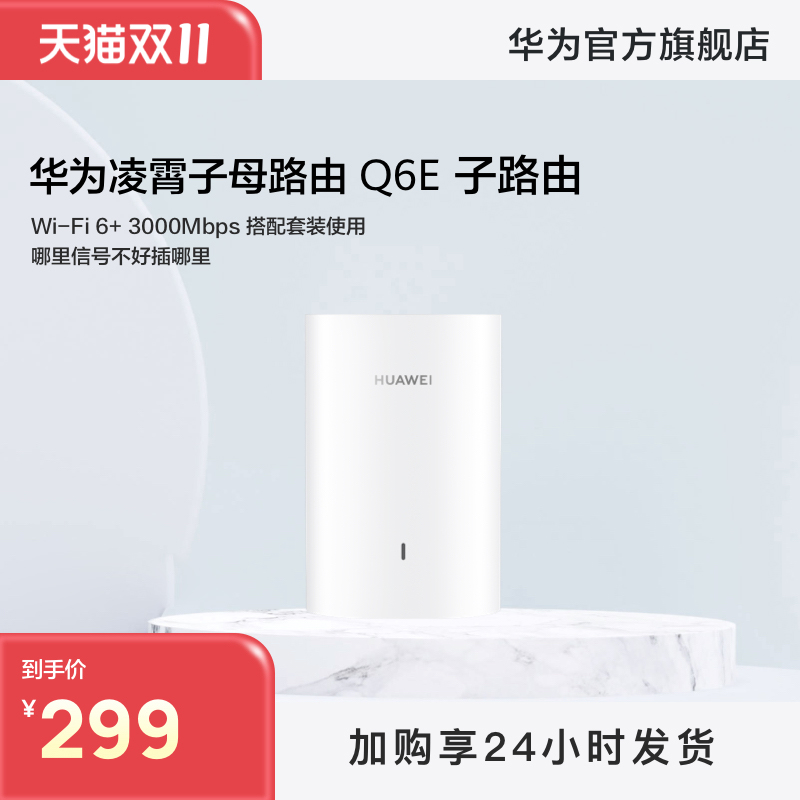 天猫双11
华为官方旗舰店
华为凌霄子母路由 Q6E 子路由
Wi-Fi 6+ 3000Mbps 搭配套装使用
哪里信号不好插哪里
HUAWEI
到手价
¥299
加购享24小时发货